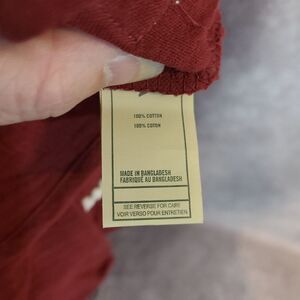 100% COTTON
100% COTON
MADE IN BANGLADESH
FABRIQUÉ AU BANGLADESH
SEE REVERSE FOR CARE
VOIR VERSO POUR ENTRETIEN